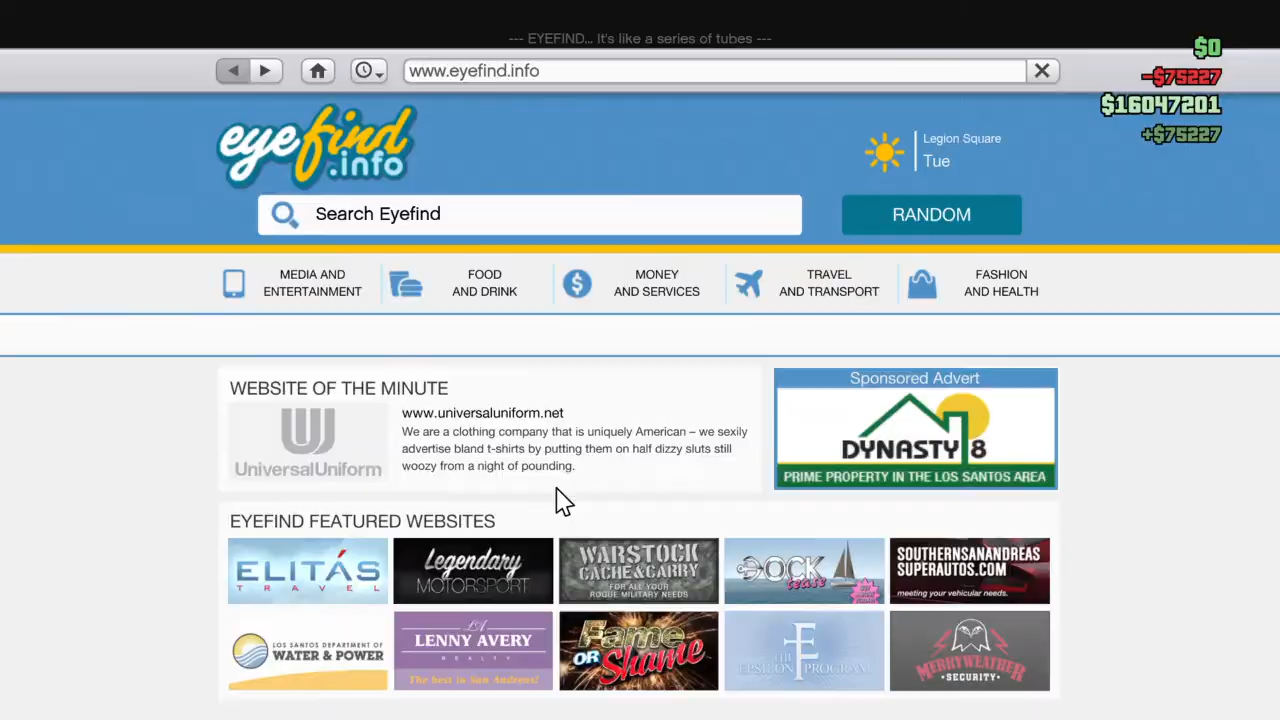 --- EYEFIND... It's like a series of tubes ---
$0
-$75227
$16047201
+$75227
www.eyefind.info
eyefind
.info
Legion Square
Tue
Search Eyefind
RANDOM
MEDIA AND
ENTERTAINMENT
FOOD
AND DRINK
MONEY
AND SERVICES
TRAVEL
AND TRANSPORT
FASHION
AND HEALTH
WEBSITE OF THE MINUTE
UniversalUniform
www.universaluniform.net
We are a clothing company that is uniquely American – we sexily
advertise bland t-shirts by putting them on half dizzy sluts still
woozy from a night of pounding.
Sponsored Advert
DYNASTY 8
PRIME PROPERTY IN THE LOS SANTOS AREA
EYEFIND FEATURED WEBSITES
ELITÁS
TRAVEL
Legendary
MOTORSPORT
WARSTOCK
CACHE & CARRY
FOR ALL YOUR
ROGUE MILITARY NEEDS
DOCK
tease
SOUTHERNSANANDREAS
SUPERAUTOS.COM
meeting your vehicular needs.
LOS SANTOS DEPARTMENT OF
WATER & POWER
LA
LENNY AVERY
REALTY
The best in San Andreas!
Fame
OR Shame
THE
EPSILON PROGRAM
MERRYWEATHER
SECURITY